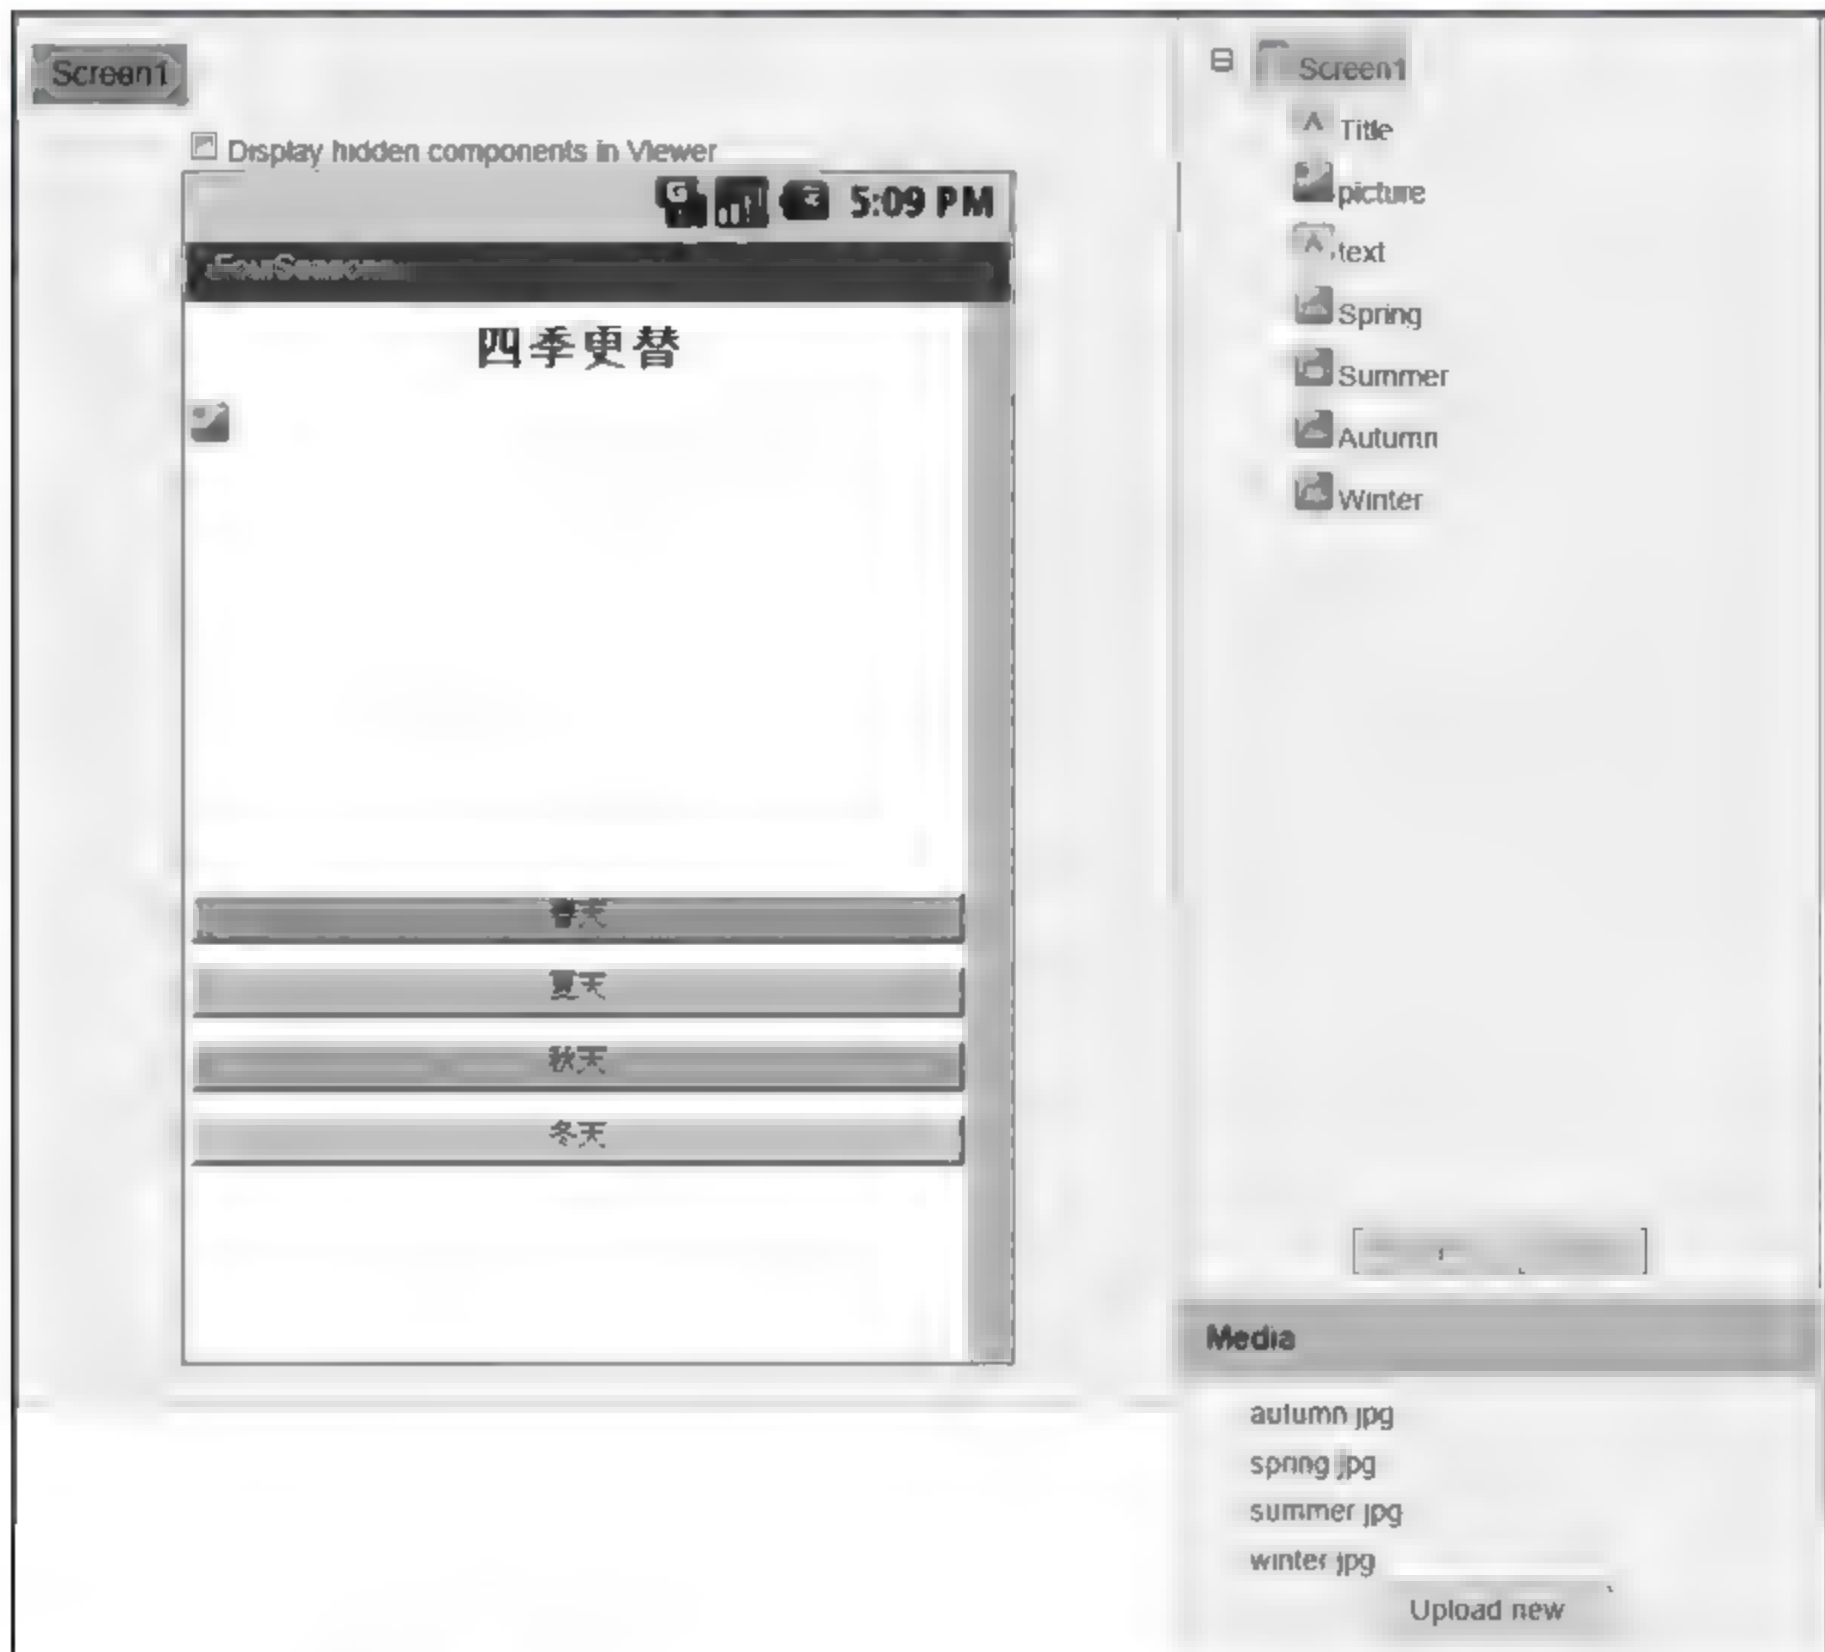 Screen1
Display hidden components in Viewer
5:09 PM
FourSeasons
四季更替
春天
夏天
秋天
冬天
Screen1
Title
picture
text
Spring
Summer
Autumn
Winter
Media
autumn jpg
spring jpg
summer jpg
winter jpg
Upload new